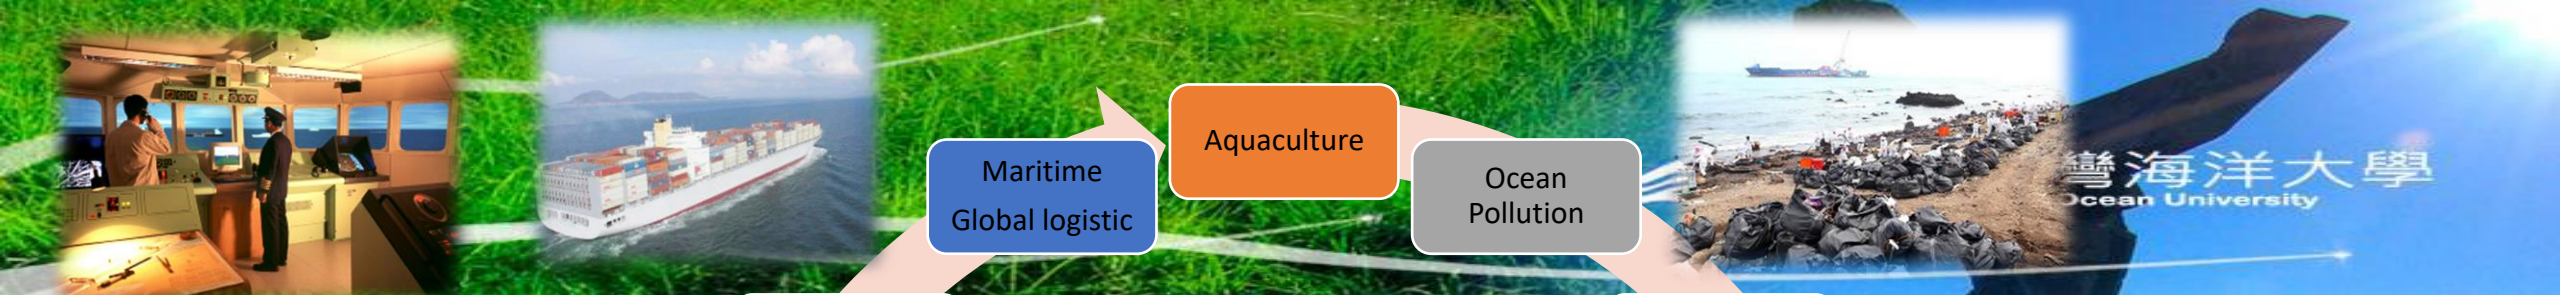 Maritime
Global logistic
Aquaculture
Ocean
Pollution
灣海洋大學
Ocean University